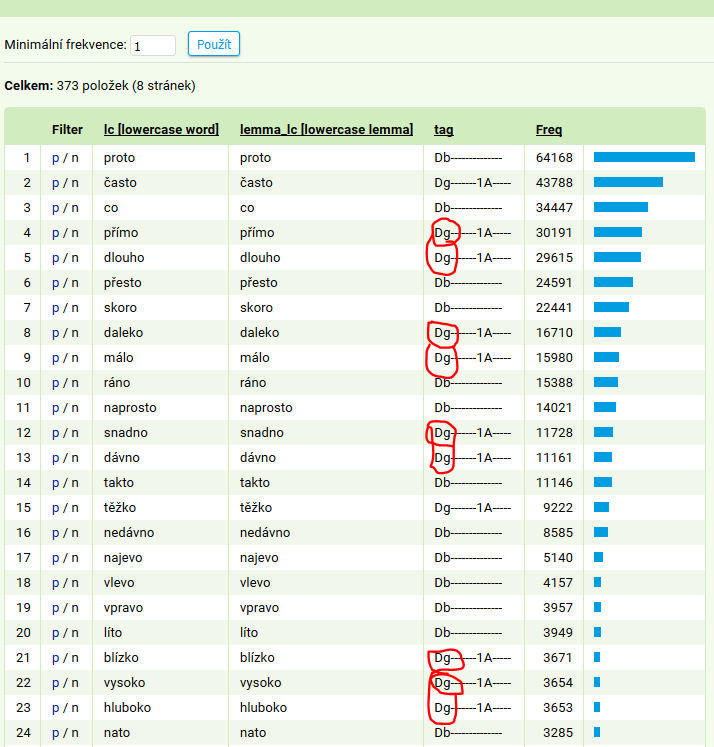 Minimální frekvence: 1 Použít
Celkem: 373 položek (8 stránek)
Filter lc [lowercase word] lemma_lc [lowercase lemma] tag Freq
1 p / n proto proto Db-------------- 64168
2 p / n často často Dg-------1A----- 43788
3 p / n co co Db-------------- 34447
4 p / n přímo přímo Dg-------1A----- 30191
5 p / n dlouho dlouho Dg-------1A----- 29615
6 p / n přesto přesto Db-------------- 24591
7 p / n skoro skoro Db-------------- 22441
8 p / n daleko daleko Dg-------1A----- 16710
9 p / n málo málo Dg-------1A----- 15980
10 p / n ráno ráno Db-------------- 15388
11 p / n naprosto naprosto Db-------------- 14021
12 p / n snadno snadno Dg-------1A----- 11728
13 p / n dávno dávno Dg-------1A----- 11161
14 p / n takto takto Db-------------- 11146
15 p / n těžko těžko Dg-------1A----- 9222
16 p / n nedávno nedávno Db-------------- 8585
17 p / n najevo najevo Db-------------- 5140
18 p / n vlevo vlevo Db-------------- 4157
19 p / n vpravo vpravo Db-------------- 3957
20 p / n líto líto Db-------------- 3949
21 p / n blízko blízko Dg-------1A----- 3671
22 p / n vysoko vysoko Dg-------1A----- 3654
23 p / n hluboko hluboko Dg-------1A----- 3653
24 p / n nato nato Db-------------- 3285